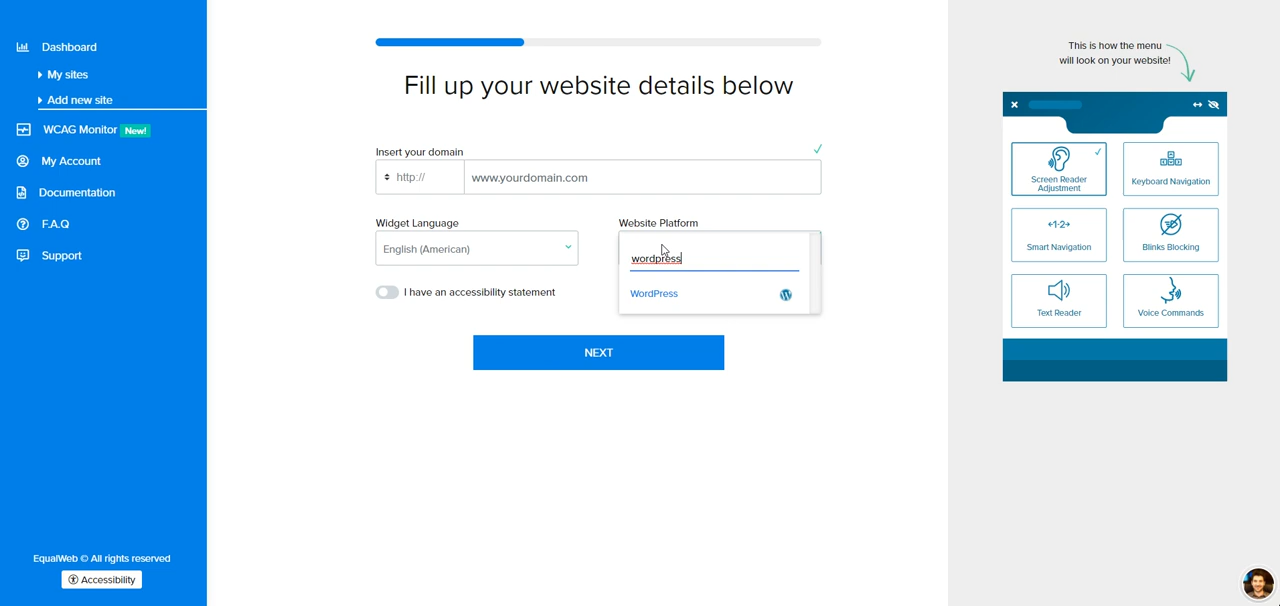 Dashboard
My sites
Add new site
WCAG Monitor New!
My Account
Documentation
F.A.Q
Support
EqualWeb © All rights reserved
Accessibility
Fill up your website details below
Insert your domain
http://
www.yourdomain.com
Widget Language
Website Platform
English (American)
wordpress
WordPress
I have an accessibility statement
NEXT
This is how the menu
will look on your website!
Screen Reader
Adjustment
Keyboard Navigation
←1-2→
Smart Navigation
Blinks Blocking
Text Reader
Voice Commands